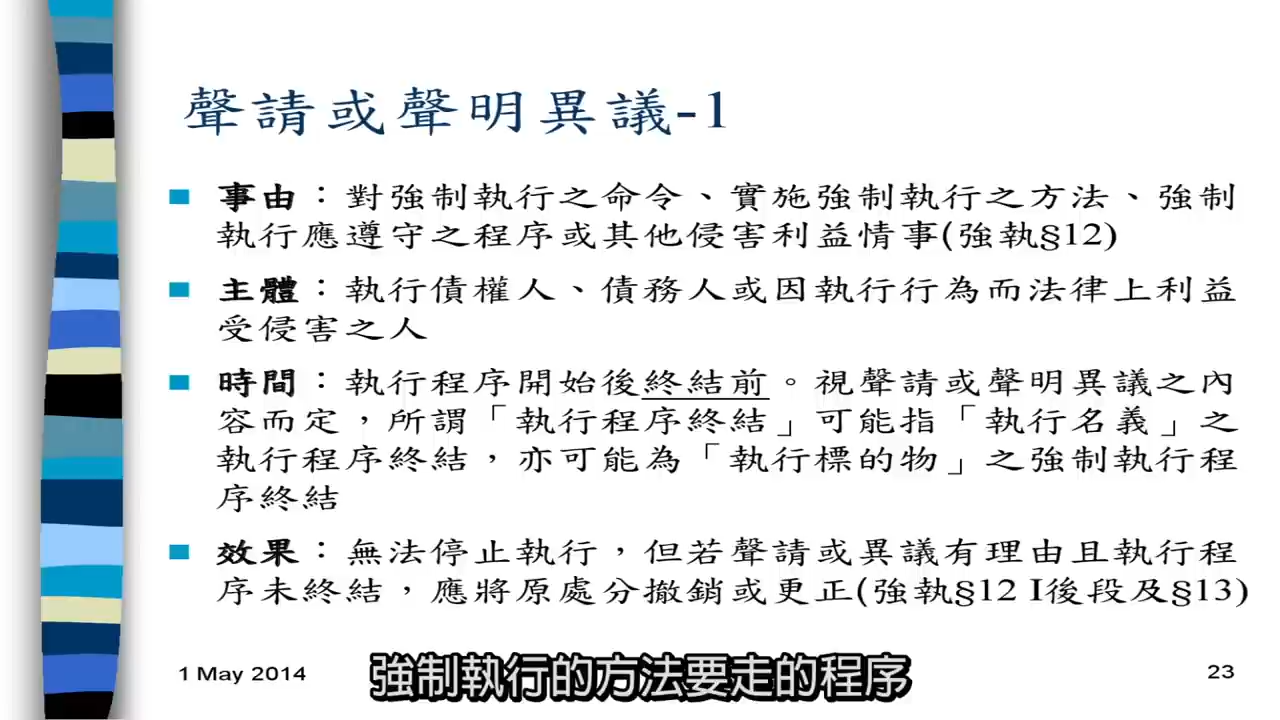 聲請或聲明異議-1
事由：對強制執行之命令、實施強制執行之方法、強制
執行應遵守之程序或其他侵害利益情事(強執§12)
主體：執行債權人、債務人或因執行行為而法律上利益
受侵害之人
時間：執行程序開始後終結前。視聲請或聲明異議之內
容而定，所謂「執行程序終結」可能指「執行名義」之
執行程序終結，亦可能為「執行標的物」之強制執行程
序終結
效果：無法停止執行，但若聲請或異議有理由且執行程
序未終結，應將原處分撤銷或更正(強執§12 I後段及§13)
強制執行的方法要走的程序
1 May 2014
23